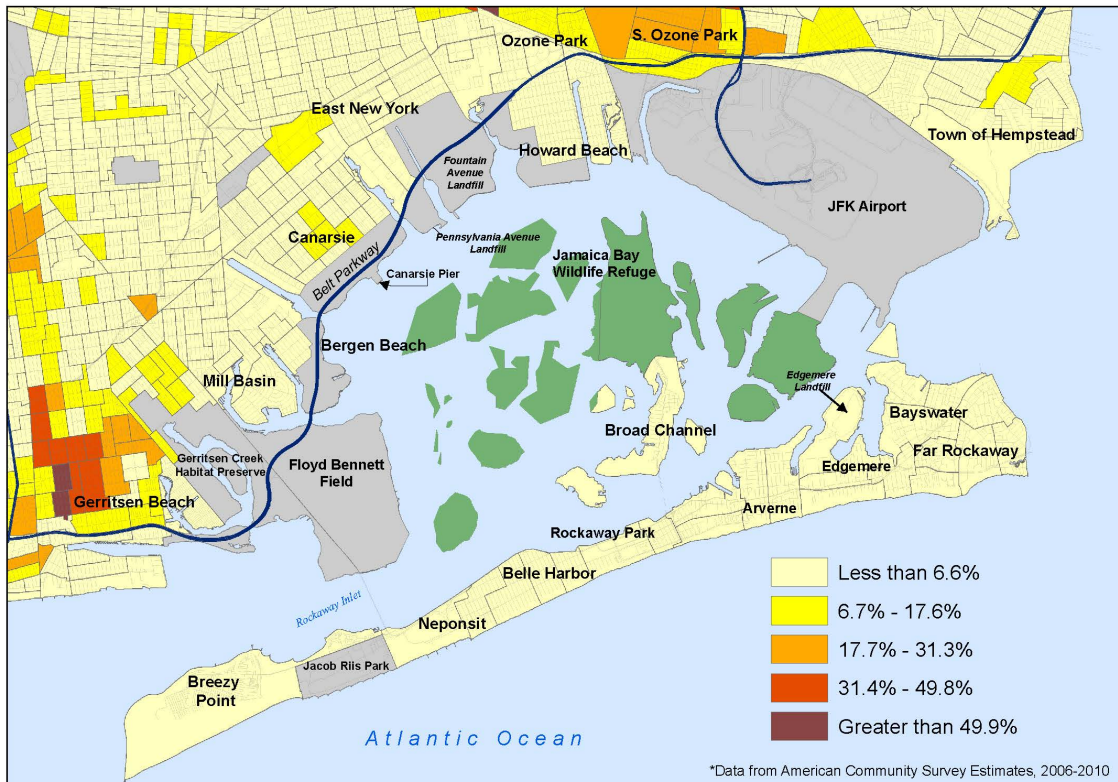 Ozone Park
S. Ozone Park
East New York
Howard Beach
Town of Hempstead
Fountain
Avenue
Landfill
JFK Airport
Canarsie
Pennsylvania Avenue
Landfill
Jamaica Bay
Wildlife Refuge
Belt Parkway
Canarsie Pier
Bergen Beach
Mill Basin
Edgemere
Landfill
Bayswater
Broad Channel
Far Rockaway
Gerritsen Creek
Habitat Preserve
Floyd Bennett
Field
Edgemere
Gerritsen Beach
Arverne
Rockaway Park
Belle Harbor
Rockaway Inlet
Neponsit
Jacob Riis Park
Breezy
Point
Atlantic Ocean
Less than 6.6%
6.7% - 17.6%
17.7% - 31.3%
31.4% - 49.8%
Greater than 49.9%
*Data from American Community Survey Estimates, 2006-2010